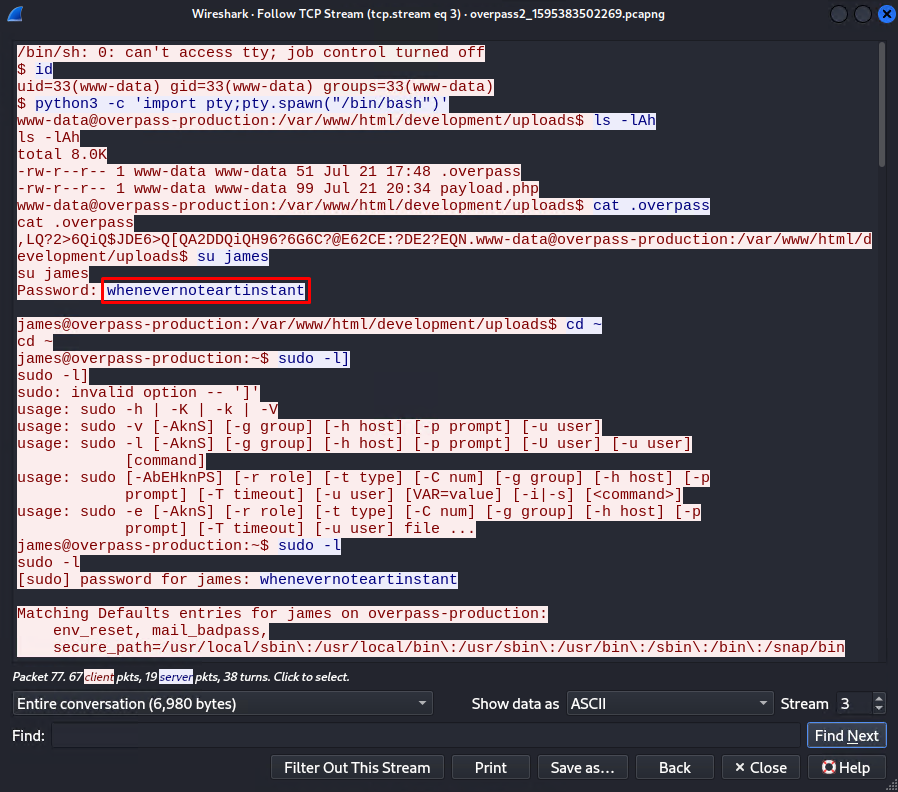 Wireshark · Follow TCP Stream (tcp.stream eq 3) · overpass2_1595383502269.pcapng
/bin/sh: 0: can't access tty; job control turned off
$ id
uid=33(www-data) gid=33(www-data) groups=33(www-data)
$ python3 -c 'import pty;pty.spawn("/bin/bash")'
www-data@overpass-production:/var/www/html/development/uploads$ ls -lAh
ls -lAh
total 8.0K
-rw-r--r-- 1 www-data www-data 51 Jul 21 17:48 .overpass
-rw-r--r-- 1 www-data www-data 99 Jul 21 20:34 payload.php
www-data@overpass-production:/var/www/html/development/uploads$ cat .overpass
cat .overpass
,LQ?2>6QiQ$JDE6>Q[QA2DDQiQH96?6G6C?@E62CE:?DE2?EQN.www-data@overpass-production:/var/www/html/d
evelopment/uploads$ su james
su james
Password: whenevernoteartinstant
james@overpass-production:/var/www/html/development/uploads$ cd ~
cd ~
james@overpass-production:~$ sudo -l]
sudo -l]
sudo: invalid option -- ']'
usage: sudo -h | -K | -k | -V
usage: sudo -v [-AknS] [-g group] [-h host] [-p prompt] [-u user]
usage: sudo -l [-AknS] [-g group] [-h host] [-p prompt] [-U user] [-u user]
[command]
usage: sudo [-AbEHknPS] [-r role] [-t type] [-C num] [-g group] [-h host] [-p
prompt] [-T timeout] [-u user] [VAR=value] [-i|-s] [<command>]
usage: sudo -e [-AknS] [-r role] [-t type] [-C num] [-g group] [-h host] [-p
prompt] [-T timeout] [-u user] file ...
james@overpass-production:~$ sudo -l
sudo -l
[sudo] password for james: whenevernoteartinstant
Matching Defaults entries for james on overpass-production:
env_reset, mail_badpass,
secure_path=/usr/local/sbin\:/usr/local/bin\:/usr/sbin\:/usr/bin\:/sbin\:/bin\:/snap/bin
Packet 77. 67 client pkts, 19 server pkts, 38 turns. Click to select.
Entire conversation (6,980 bytes) Show data as ASCII Stream 3
Find: Find Next
Filter Out This Stream Print Save as… Back × Close Help